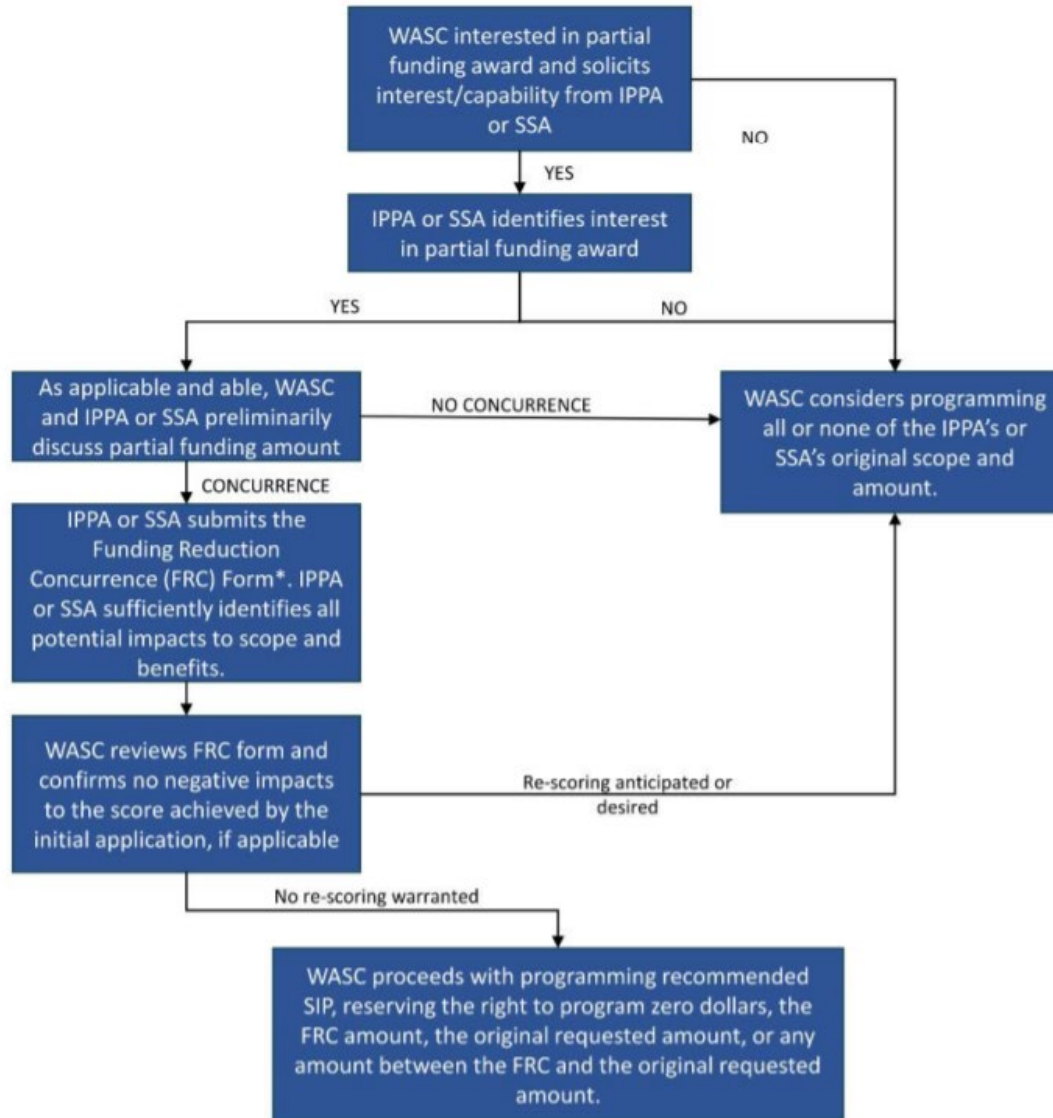 WASC interested in partial
funding award and solicits
interest/capability from IPPA
or SSA
NO
YES
IPPA or SSA identifies interest
in partial funding award
YES
NO
As applicable and able, WASC
and IPPA or SSA preliminarily
discuss partial funding amount
NO CONCURRENCE
WASC considers programming
all or none of the IPPA's or
SSA's original scope and
amount.
CONCURRENCE
IPPA or SSA submits the
Funding Reduction
Concurrence (FRC) Form*. IPPA
or SSA sufficiently identifies all
potential impacts to scope and
benefits.
WASC reviews FRC form and
confirms no negative impacts
to the score achieved by the
initial application, if applicable
Re-scoring anticipated or
desired
No re-scoring warranted
WASC proceeds with programming recommended
SIP, reserving the right to program zero dollars, the
FRC amount, the original requested amount, or any
amount between the FRC and the original requested
amount.